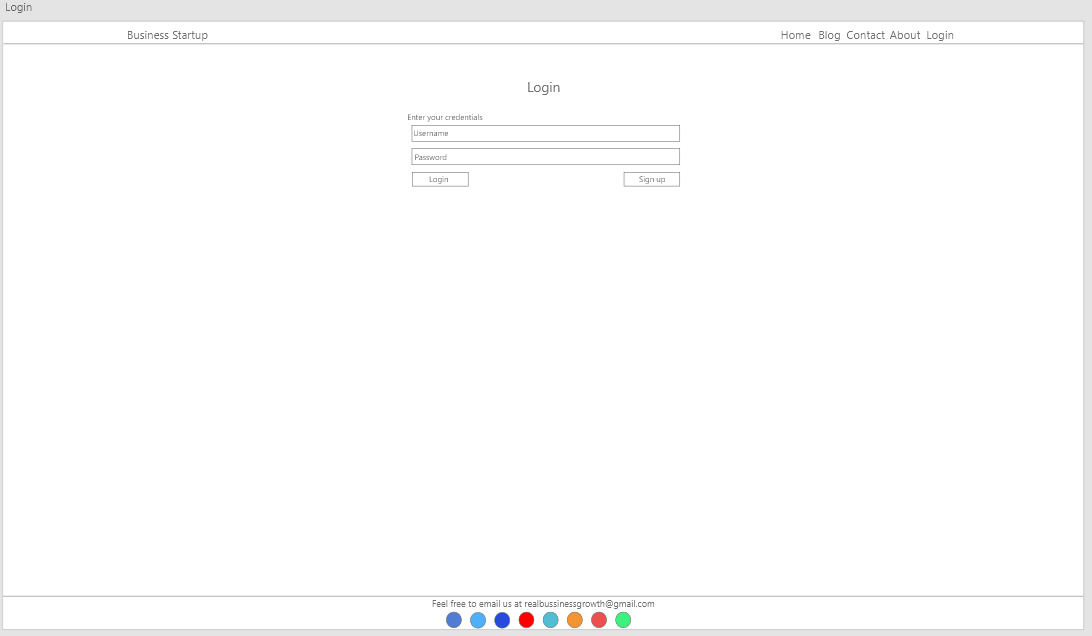 Login
Business Startup
Home Blog Contact About Login
Login
Enter your credentials
Username
Password
Login Sign up
Feel free to email us at realbussinessgrowth@gmail.com